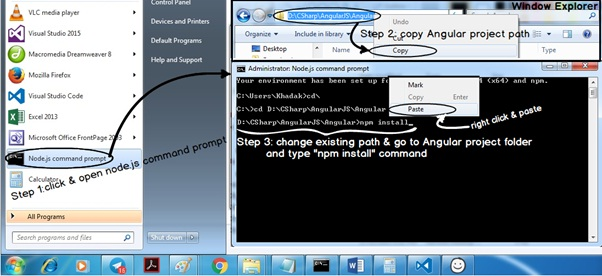 VLC media player
Visual Studio 2015
Macromedia Dreamweaver 8
Mozilla Firefox
Visual Studio Code
Excel 2013
Microsoft Office FrontPage 2003
Node.js command prompt
Calculator
All Programs
Search programs and files
Control Panel
Devices and Printers
Default Programs
Help and Support
Shut down
Step 1:click & open node.js command prompt
Window Explorer
D:\CSharp\AngularJS\Angular
Undo
Cut
Copy
Step 2: copy Angular project path
Organize
Include in library
Desktop
Name
Administrator: Node.js command prompt
Your environment has been set up
(x64) and npm.
C:\Users\Khadak>cd\
C:\>cd D:\CSharp\AngularJS\Angular
D:\CSharp\AngularJS\Angular>npm install_
Mark
Copy Enter
Paste
right click & paste
Step 3: change existing path & go to Angular project folder
and type "npm install" command